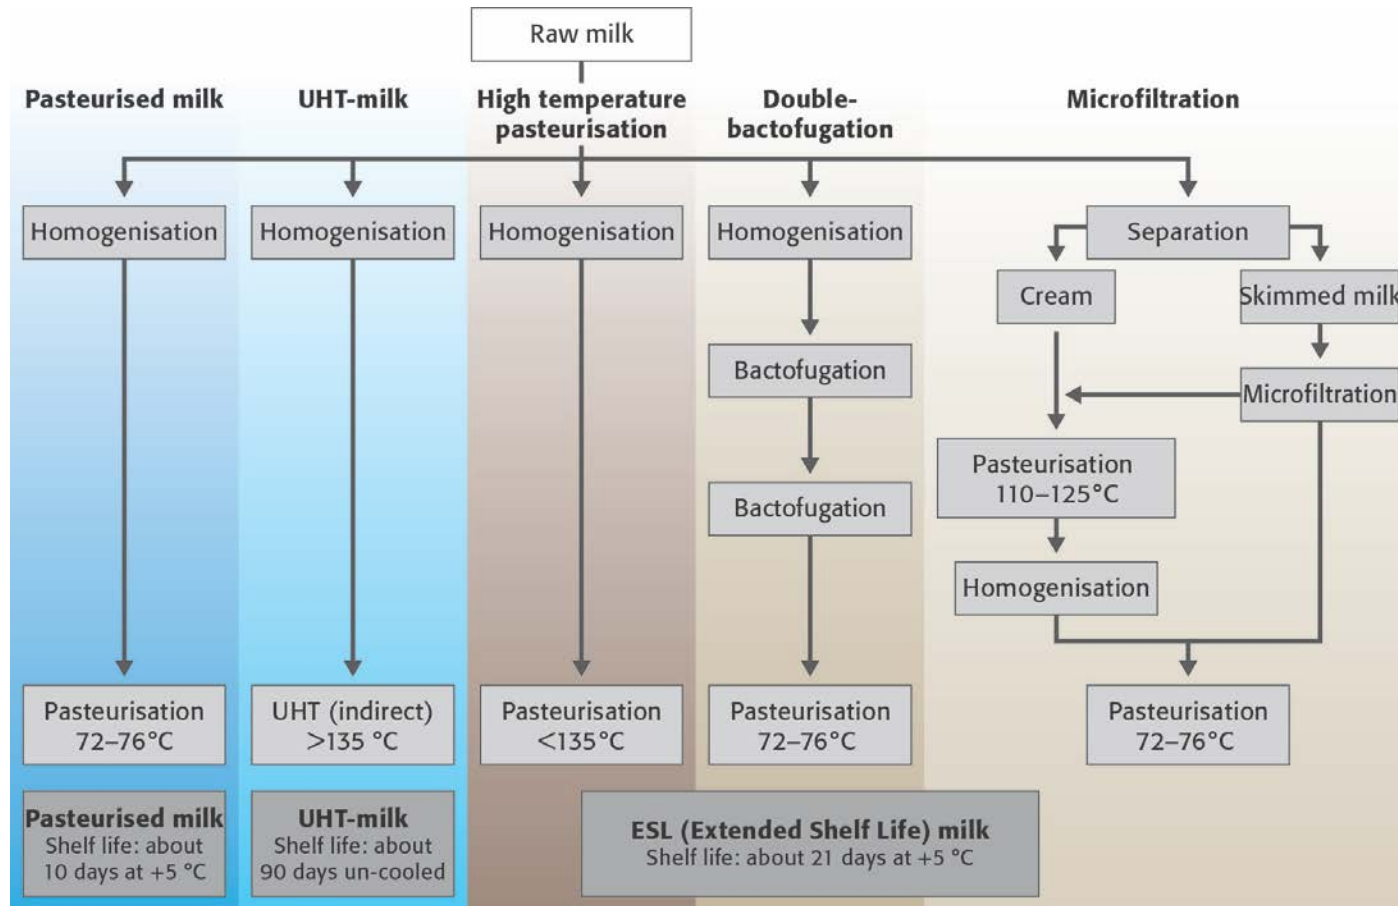 Raw milk
Pasteurised milk
UHT-milk
High temperature
pasteurisation
Double-
bactofugation
Microfiltration
Homogenisation
Homogenisation
Homogenisation
Homogenisation
Separation
Cream
Skimmed milk
Bactofugation
Microfiltration
Pasteurisation
110–125°C
Bactofugation
Homogenisation
Pasteurisation
72–76°C
UHT (indirect)
>135 °C
Pasteurisation
<135°C
Pasteurisation
72–76°C
Pasteurisation
72–76°C
Pasteurised milk
Shelf life: about
10 days at +5 °C
UHT-milk
Shelf life: about
90 days un-cooled
ESL (Extended Shelf Life) milk
Shelf life: about 21 days at +5 °C